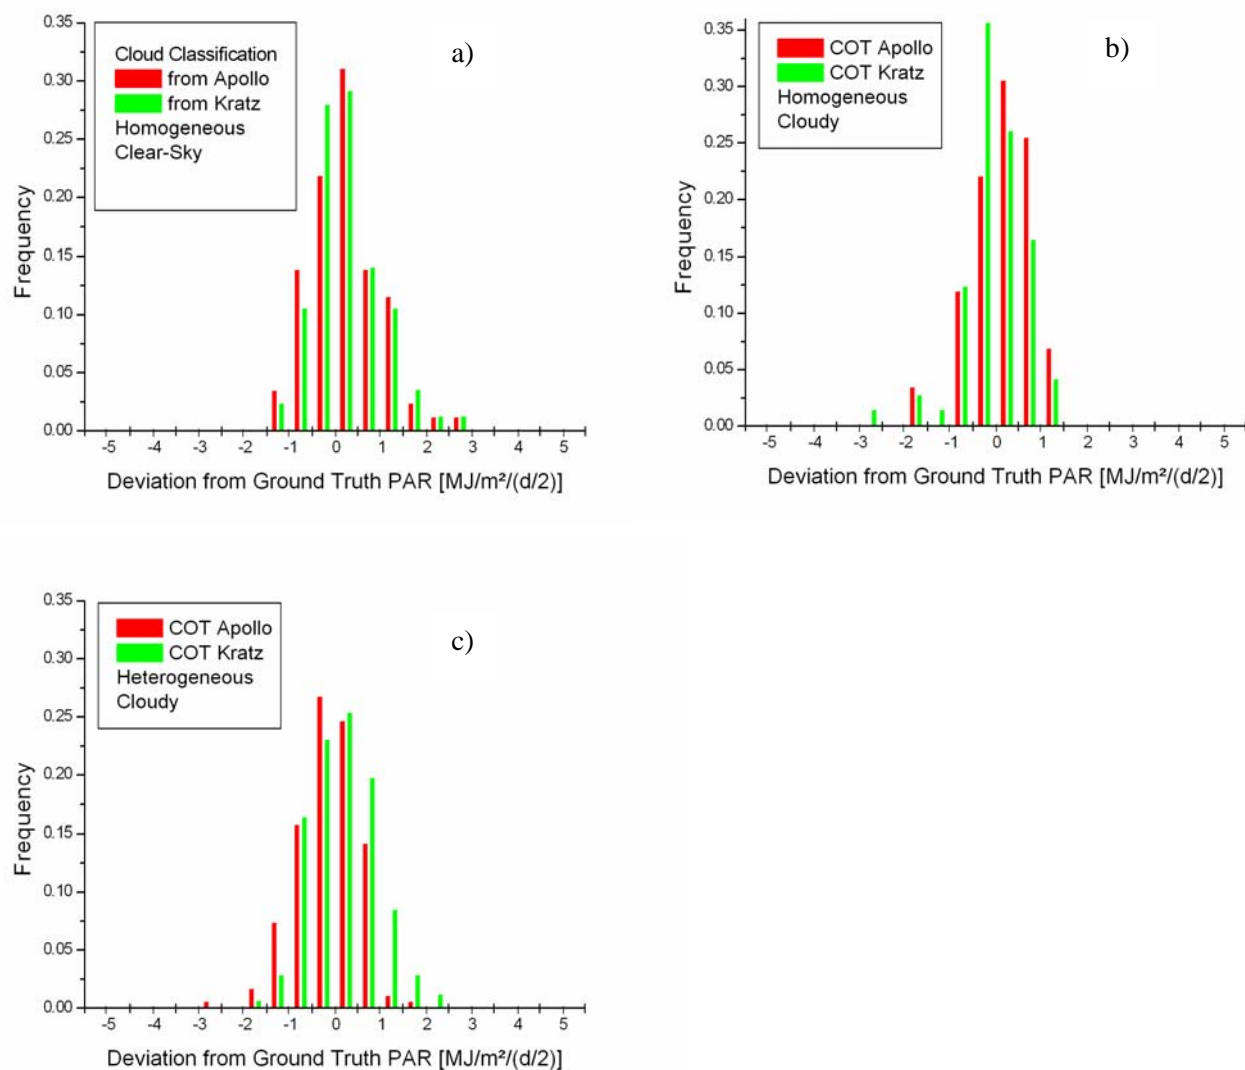 0.35
0.30
0.25
0.20
0.15
0.10
0.05
0.00
Frequency
Cloud Classification
from Apollo
from Kratz
Homogeneous
Clear-Sky
a)
-5 -4 -3 -2 -1 0 1 2 3 4 5
Deviation from Ground Truth PAR [MJ/m²/(d/2)]
0.35
0.30
0.25
0.20
0.15
0.10
0.05
0.00
Frequency
COT Apollo
COT Kratz
Homogeneous
Cloudy
b)
-5 -4 -3 -2 -1 0 1 2 3 4 5
Deviation from Ground Truth PAR [MJ/m²/(d/2)]
0.35
0.30
0.25
0.20
0.15
0.10
0.05
0.00
Frequency
COT Apollo
COT Kratz
Heterogeneous
Cloudy
c)
-5 -4 -3 -2 -1 0 1 2 3 4 5
Deviation from Ground Truth PAR [MJ/m²/(d/2)]